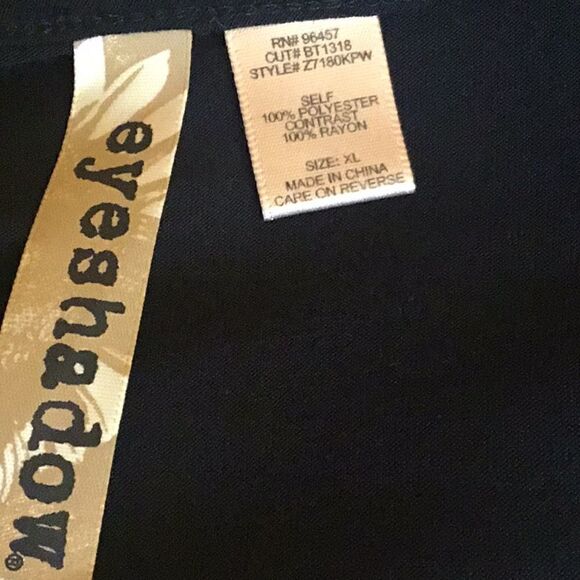 eyeshadow®
RN# 96457
CUT# BT1318
STYLE# Z7180KPW
SELF
100% POLYESTER
CONTRAST
100% RAYON
SIZE: XL
MADE IN CHINA
CARE ON REVERSE